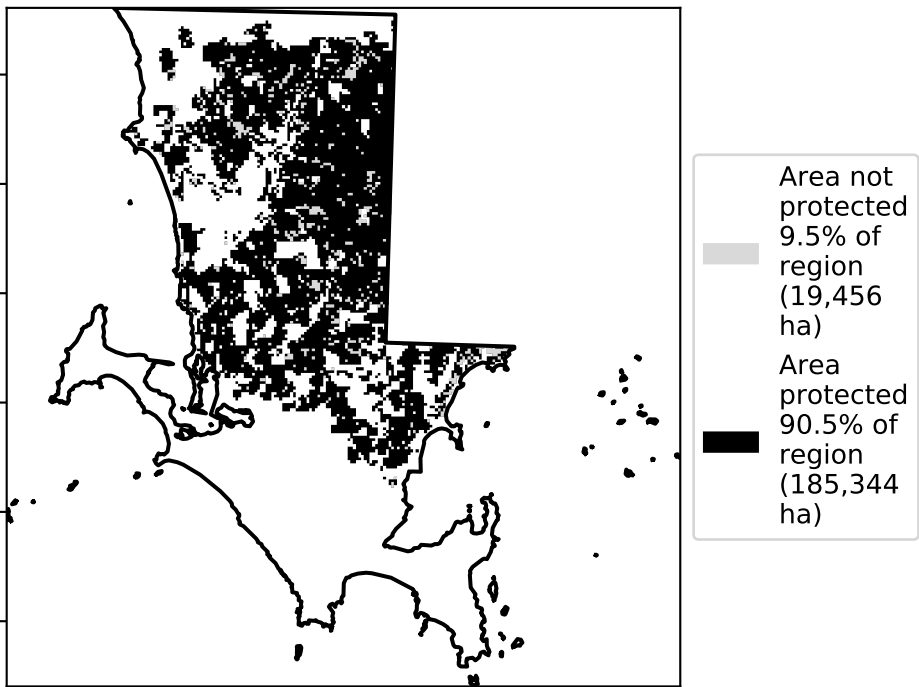 Area not
protected
9.5% of
region
(19,456
ha)
Area
protected
90.5% of
region
(185,344
ha)